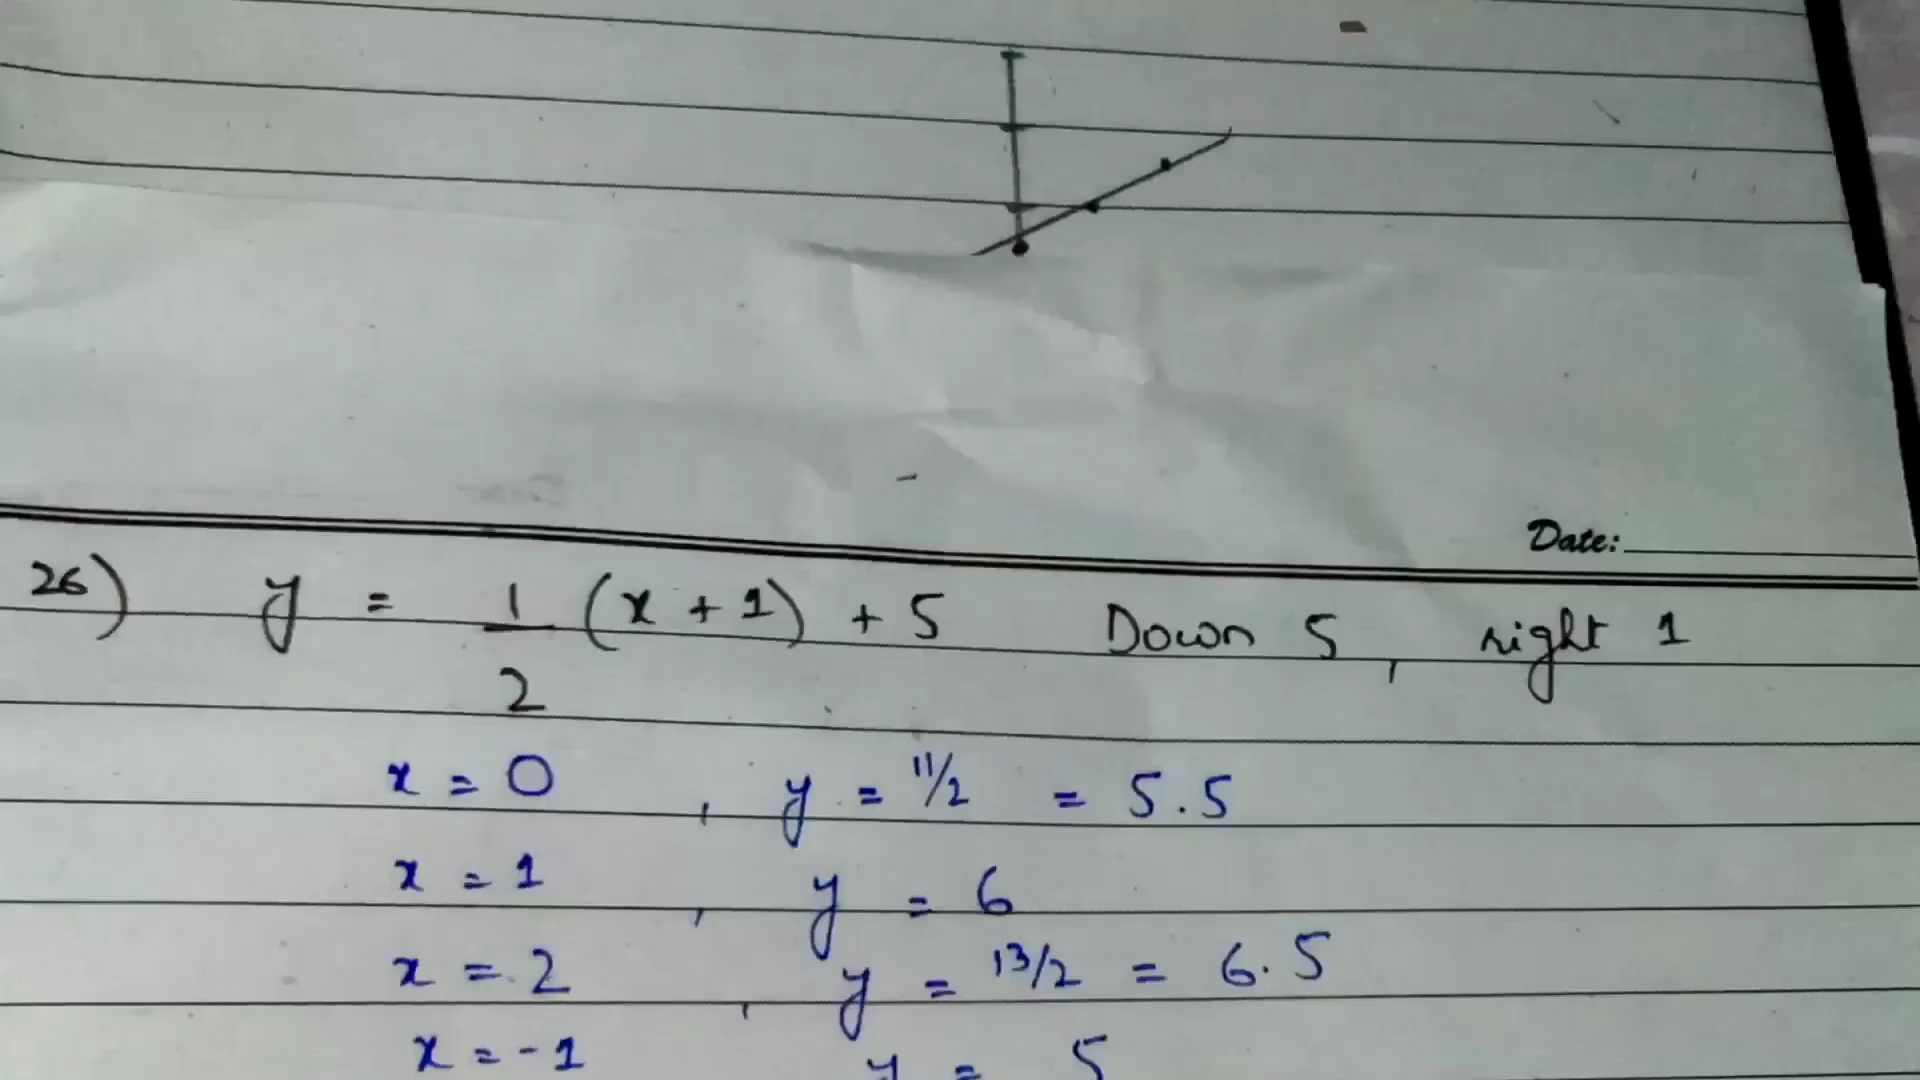 Date:
26) y = 1/2 (x + 1) + 5 Down 5, right 1
x = 0, y = 11/2 = 5.5
x = 1, y = 6
x = 2, y = 13/2 = 6.5
x = -1 y = 5